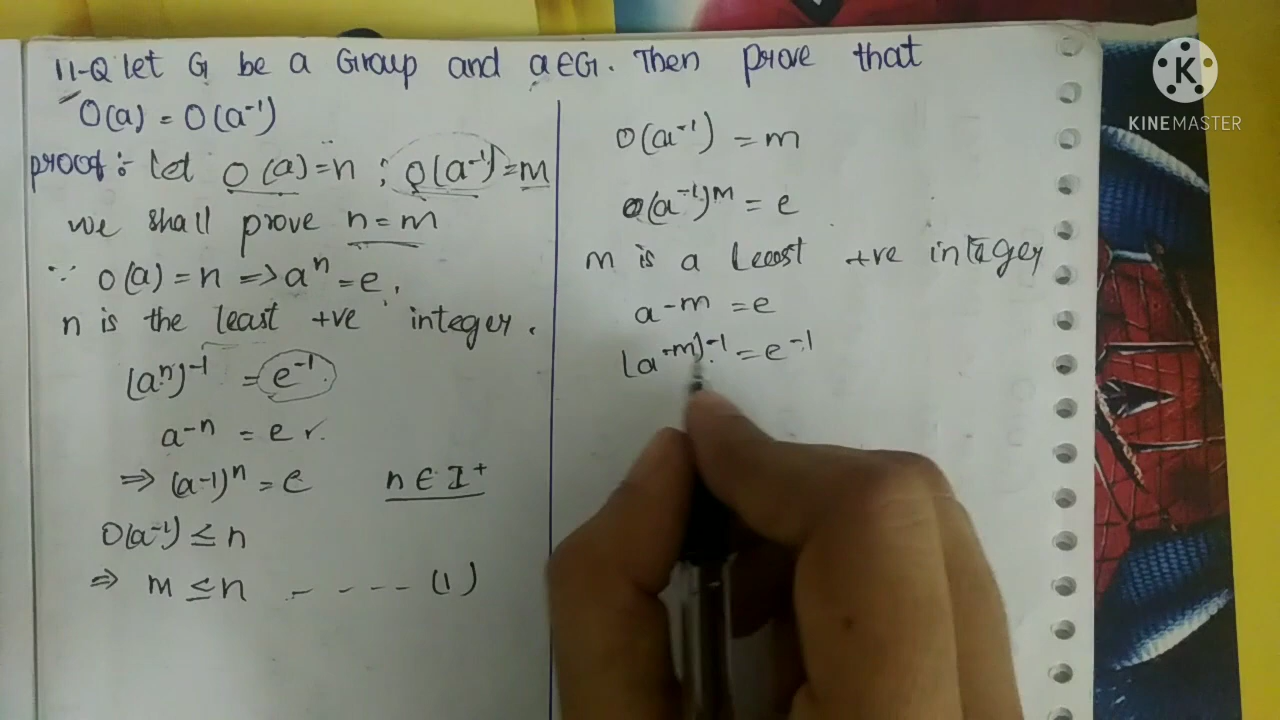 11-Q let G be a Group and a∈G. Then prove that
O(a) = O(a⁻¹)
proof:- let O(a)=n ; O(a⁻¹)=m
we shall prove n=m
∵ O(a)=n => aⁿ=e,
n is the least +ve integer.
(aⁿ)⁻¹ = e⁻¹
a⁻ⁿ = e
⇒ (a-1)ⁿ = e n ∈ I⁺
O(a⁻¹) ≤ n
⇒ m ≤ n - - - - - (1)
O(a⁻¹) = m
(a⁻¹)ᵐ = e
m is a least +ve integer
a-m = e
(a⁻ᵐ)⁻¹ = e⁻¹
K
KINEMASTER